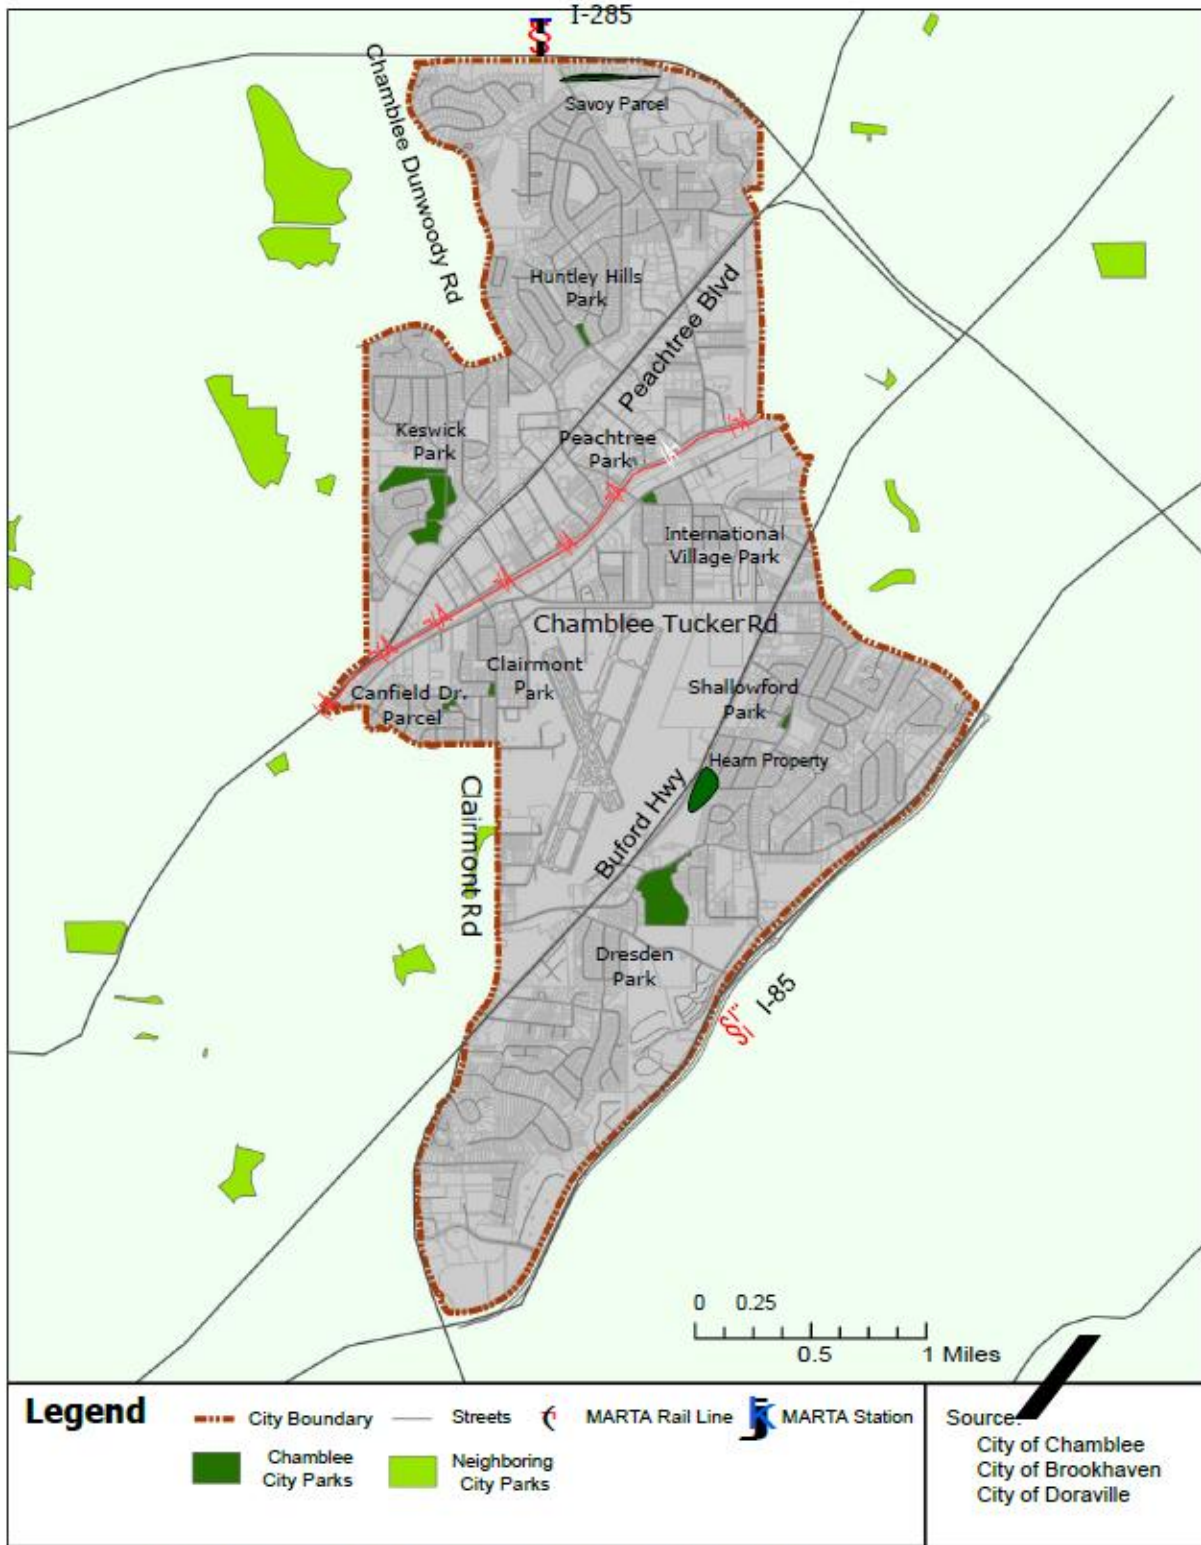 I-285
Chamblee Dunwoody Rd
Savoy Parcel
Huntley Hills
Park
Peachtree Blvd
Keswick
Park
Peachtree
Park
International
Village Park
Chamblee Tucker Rd
Clairmont
Park
Canfield Dr.
Parcel
Shallowford
Park
Hearn Property
Clairmont Rd
Buford Hwy
Dresden
Park
I-85
0 0.25
0.5 1 Miles
Legend
City Boundary
Streets
MARTA Rail Line
MARTA Station
Chamblee
City Parks
Neighboring
City Parks
Source:
City of Chamblee
City of Brookhaven
City of Doraville